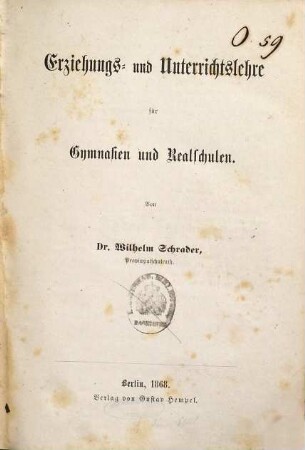 O. 59
Erziehungs- und Unterrichtslehre
für
Gymnasien und Realschulen.
Von
Dr. Wilhelm Schrader,
Provinzialschulrath.
Berlin, 1868.
Verlag von Gustav Hempel.